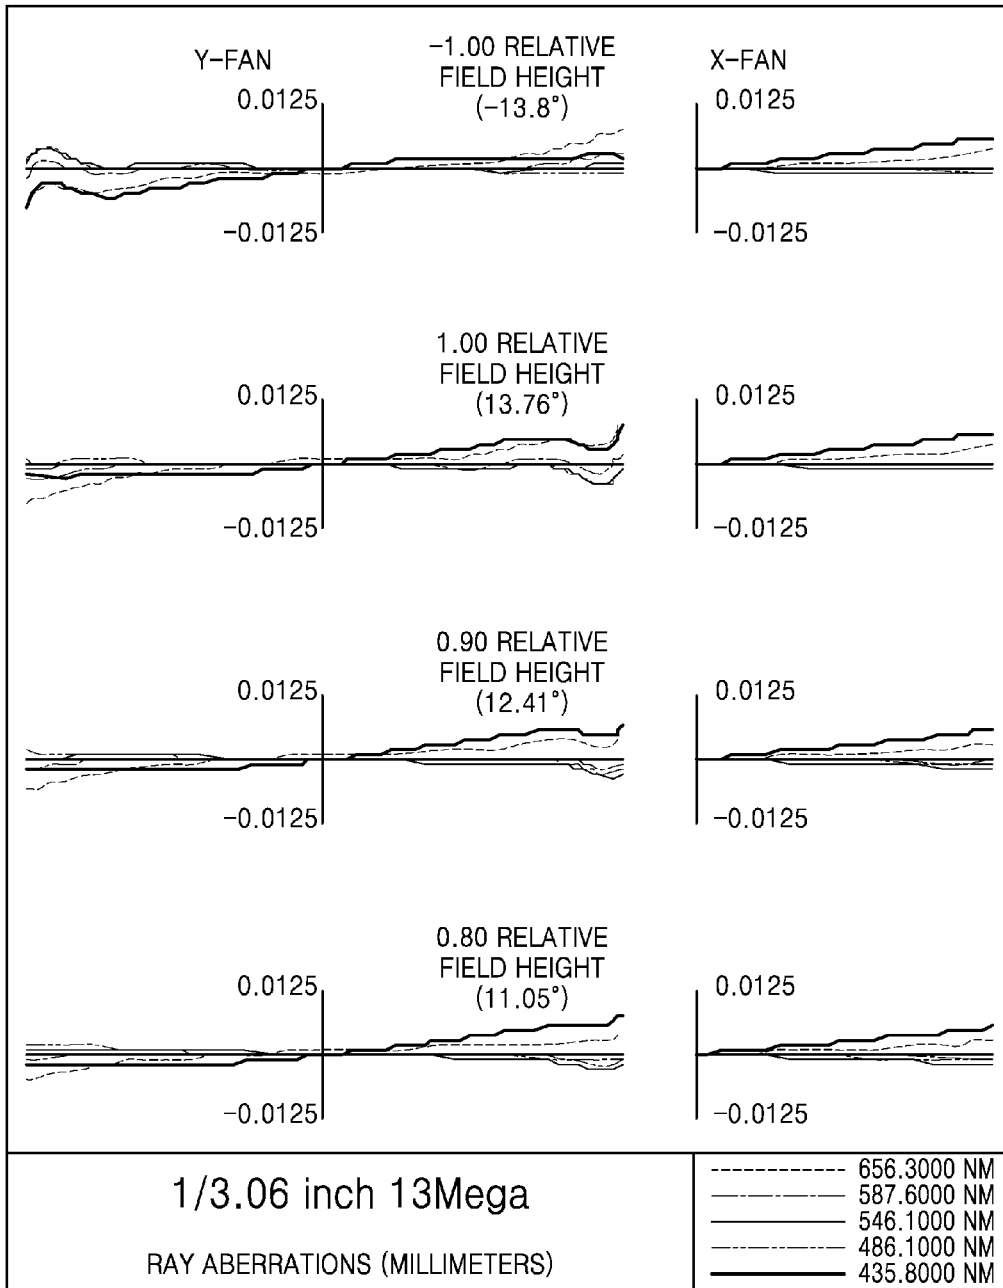 Y-FAN
-1.00 RELATIVE
FIELD HEIGHT
(-13.8°)
X-FAN
0.0125
0.0125
-0.0125
-0.0125
1.00 RELATIVE
FIELD HEIGHT
(13.76°)
0.0125
0.0125
-0.0125
-0.0125
0.90 RELATIVE
FIELD HEIGHT
(12.41°)
0.0125
0.0125
-0.0125
-0.0125
0.80 RELATIVE
FIELD HEIGHT
(11.05°)
0.0125
0.0125
-0.0125
-0.0125
1/3.06 inch 13Mega
RAY ABERRATIONS (MILLIMETERS)
656.3000 NM
587.6000 NM
546.1000 NM
486.1000 NM
435.8000 NM